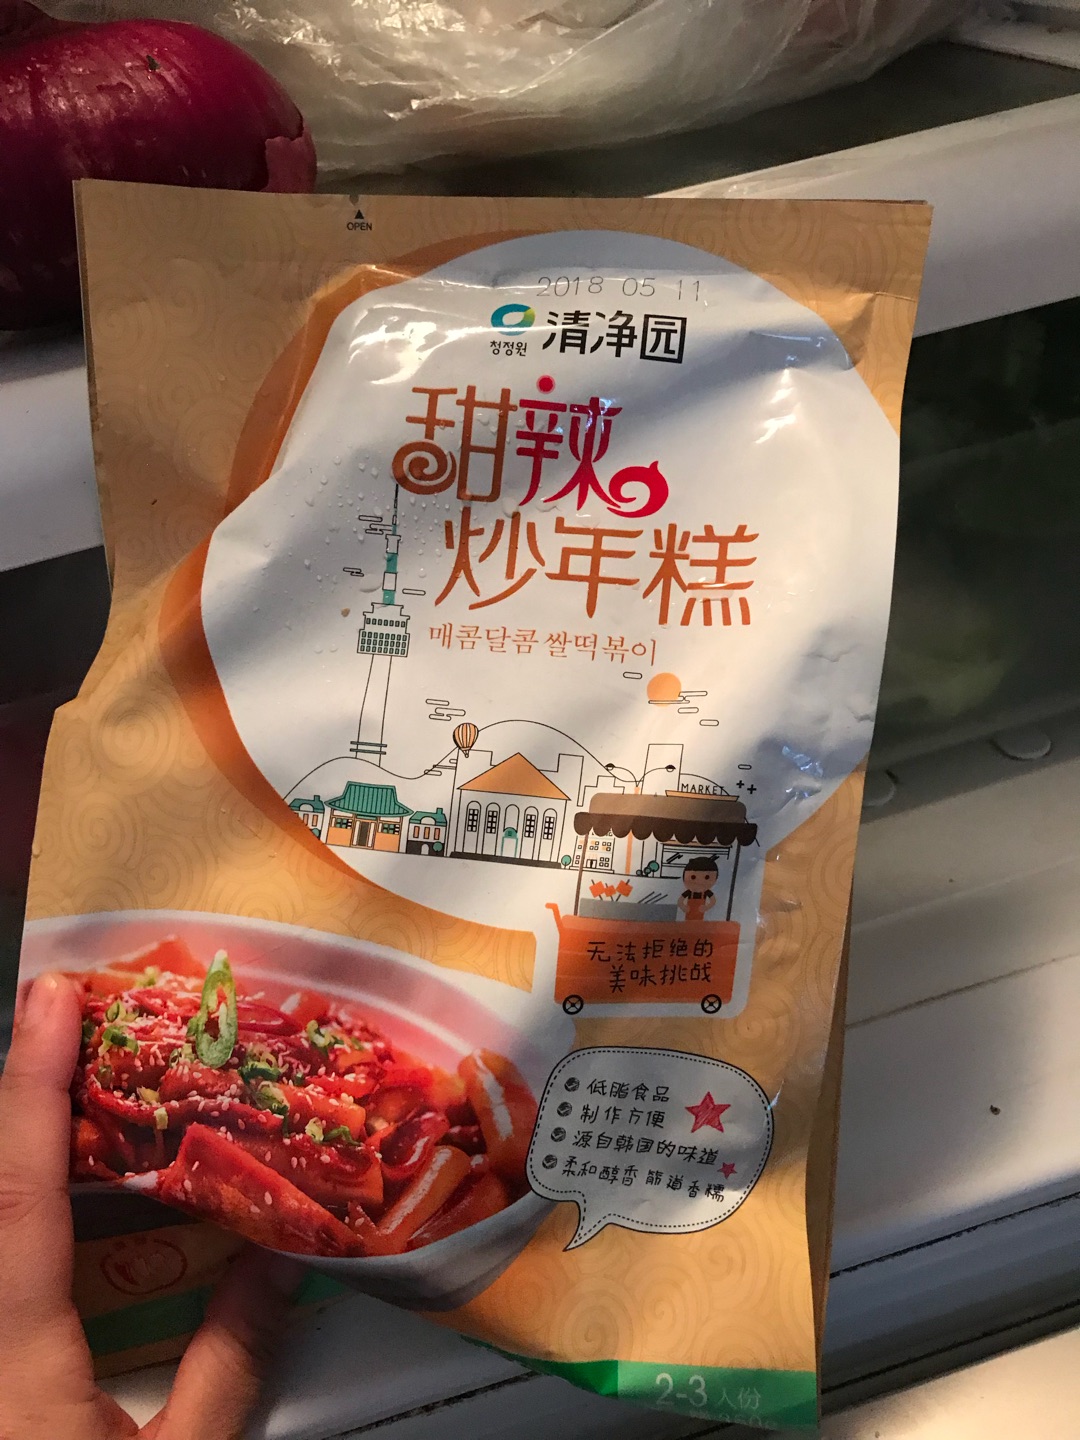 OPEN
2018 05 11
청정원 清净园
甜辣
炒年糕
매콤달콤 쌀떡볶이
MARKET
无法拒绝的
美味挑战
低脂食品
制作方便
源自韩国的味道
柔和醇香 筋道香糯
2-3 人份